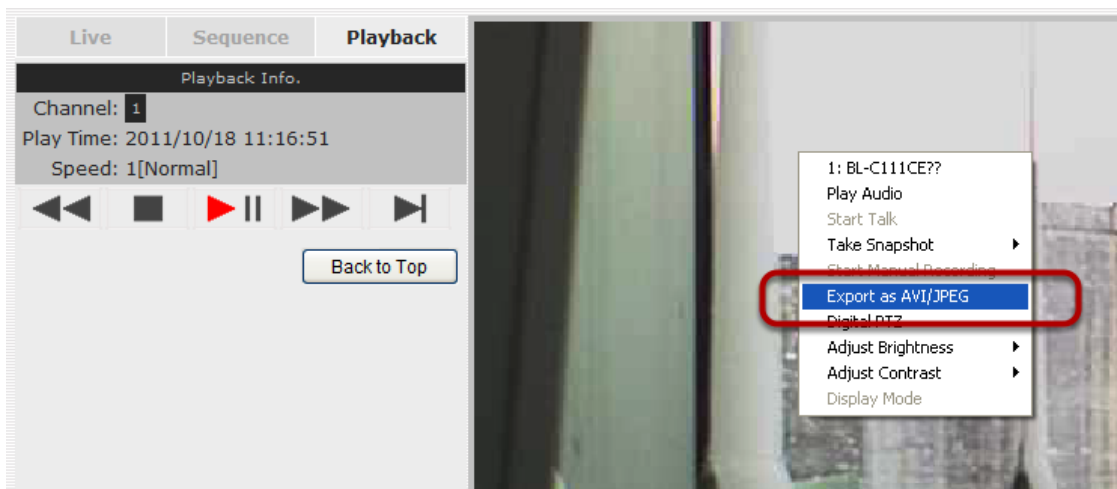 Live Sequence Playback
Playback Info.
Channel: 1
Play Time: 2011/10/18 11:16:51
Speed: 1[Normal]
Back to Top
1: BL-C111CE??
Play Audio
Start Talk
Take Snapshot
Start Manual Recording
Export as AVI/JPEG
Digital PTZ
Adjust Brightness
Adjust Contrast
Display Mode